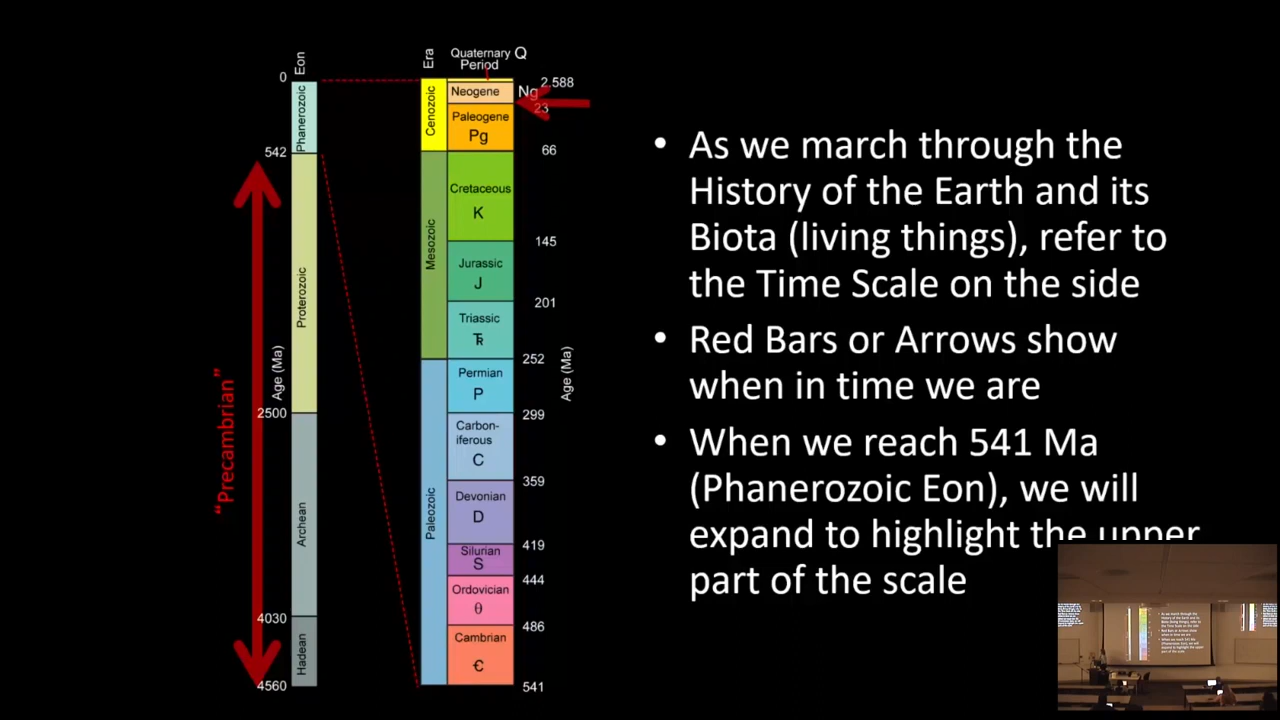 Eon
0
Phanerozoic
542
Proterozoic
Age (Ma)
"Precambrian"
2500
Archean
4030
Hadean
4560
Era
Quaternary Q
Period
Cenozoic
Neogene
Ng
2.588
23
Paleogene
Pg
66
Mesozoic
Cretaceous
K
145
Jurassic
J
201
Triassic
TR
252
Age (Ma)
Paleozoic
Permian
P
299
Carbon-
iferous
C
359
Devonian
D
419
Silurian
S
444
Ordovician
θ
486
Cambrian
Ꞓ
541
• As we march through the
History of the Earth and its
Biota (living things), refer to
the Time Scale on the side
• Red Bars or Arrows show
when in time we are
• When we reach 541 Ma
(Phanerozoic Eon), we will
expand to highlight the upper
part of the scale